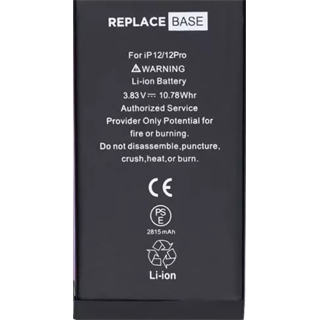 REPLACE BASE
For iP12/12Pro
⚠WARNING
Li-ion Battery
3.83V⎓10.78Whr
Authorized Service
Provider Only Potential for
fire or burning.
Do not disassemble,puncture,
crush,heat,or burn.
CE
PS
E
2815mAh
Li-ion